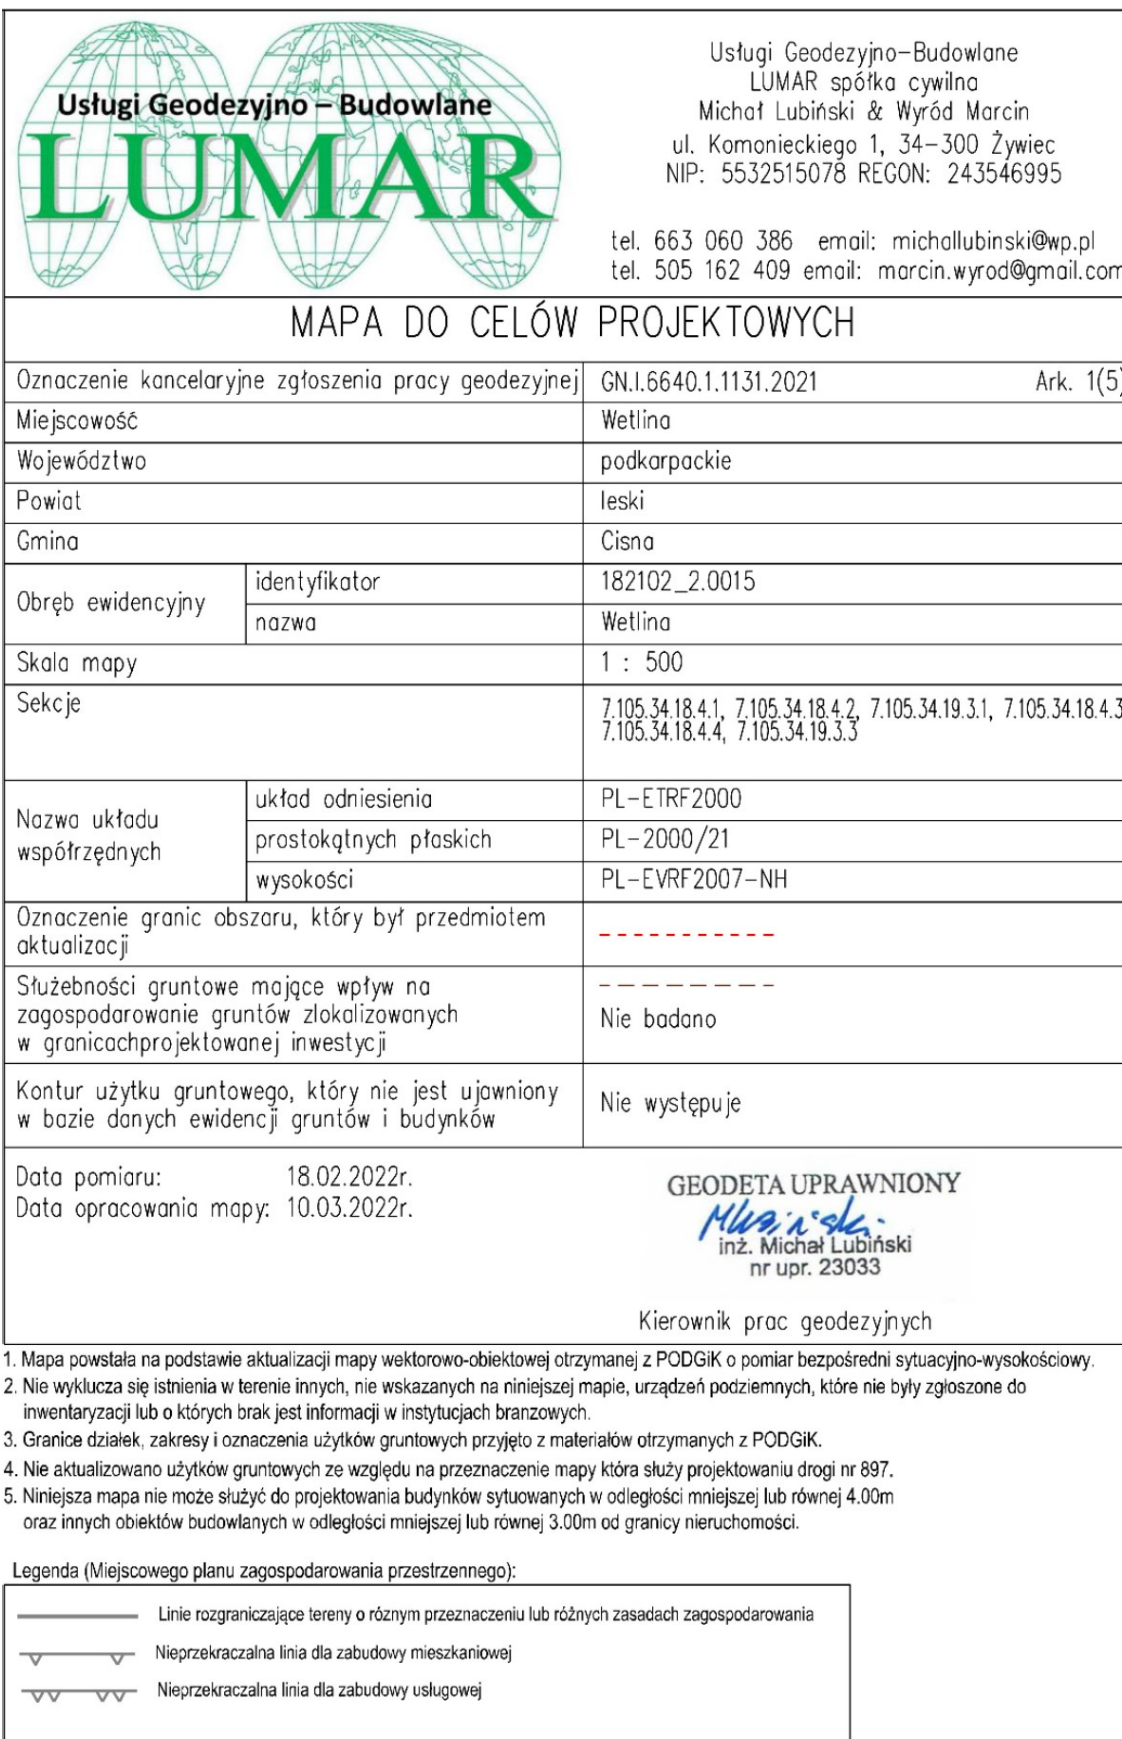 Usługi Geodezyjno – Budowlane
LUMAR
Usługi Geodezyjno-Budowlane
LUMAR spółka cywilna
Michał Lubiński & Wyród Marcin
ul. Komonieckiego 1, 34-300 Żywiec
NIP: 5532515078 REGON: 243546995
tel. 663 060 386 email: michallubinski@wp.pl
tel. 505 162 409 email: marcin.wyrod@gmail.com
MAPA DO CELÓW PROJEKTOWYCH
Oznaczenie kancelaryjne zgłoszenia pracy geodezyjnej GN.I.6640.1.1131.2021 Ark. 1(5)
Miejscowość Wetlina
Województwo podkarpackie
Powiat leski
Gmina Cisna
Obręb ewidencyjny
identyfikator 182102_2.0015
nazwa Wetlina
Skala mapy 1 : 500
Sekcje 7.105.34.18.4.1, 7.105.34.18.4.2, 7.105.34.19.3.1, 7.105.34.18.4.3
7.105.34.18.4.4, 7.105.34.19.3.3
Nazwa układu
współrzędnych
układ odniesienia PL-ETRF2000
prostokątnych płaskich PL-2000/21
wysokości PL-EVRF2007-NH
Oznaczenie granic obszaru, który był przedmiotem
aktualizacji
Służebności gruntowe mające wpływ na
zagospodarowanie gruntów zlokalizowanych
w granicachprojektowanej inwestycji
Nie badano
Kontur użytku gruntowego, który nie jest ujawniony
w bazie danych ewidencji gruntów i budynków
Nie występuje
Data pomiaru: 18.02.2022r.
Data opracowania mapy: 10.03.2022r.
GEODETA UPRAWNIONY
inż. Michał Lubiński
nr upr. 23033
Kierownik prac geodezyjnych
1. Mapa powstała na podstawie aktualizacji mapy wektorowo-obiektowej otrzymanej z PODGiK o pomiar bezpośredni sytuacyjno-wysokościowy.
2. Nie wyklucza się istnienia w terenie innych, nie wskazanych na niniejszej mapie, urządzeń podziemnych, które nie były zgłoszone do
inwentaryzacji lub o których brak jest informacji w instytucjach branzowych.
3. Granice działek, zakresy i oznaczenia użytków gruntowych przyjęto z materiałów otrzymanych z PODGiK.
4. Nie aktualizowano użytków gruntowych ze względu na przeznaczenie mapy która służy projektowaniu drogi nr 897.
5. Niniejsza mapa nie może służyć do projektowania budynków sytuowanych w odległości mniejszej lub równej 4.00m
oraz innych obiektów budowlanych w odległości mniejszej lub równej 3.00m od granicy nieruchomości.
Legenda (Miejscowego planu zagospodarowania przestrzennego):
Linie rozgraniczające tereny o róznym przeznaczeniu lub różnych zasadach zagospodarowania
Nieprzekraczalna linia dla zabudowy mieszkaniowej
Nieprzekraczalna linia dla zabudowy usługowej